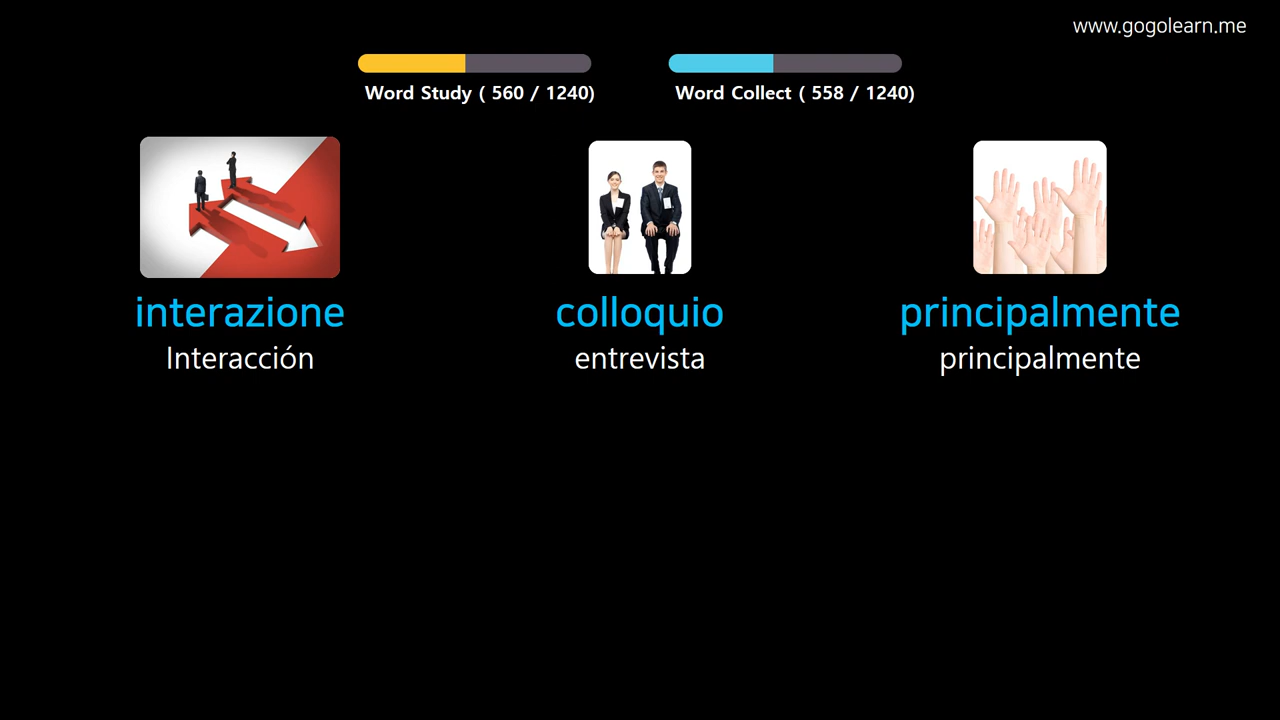 www.gogolearn.me
Word Study ( 560 / 1240)
Word Collect ( 558 / 1240)
interazione
Interacción
colloquio
entrevista
principalmente
principalmente